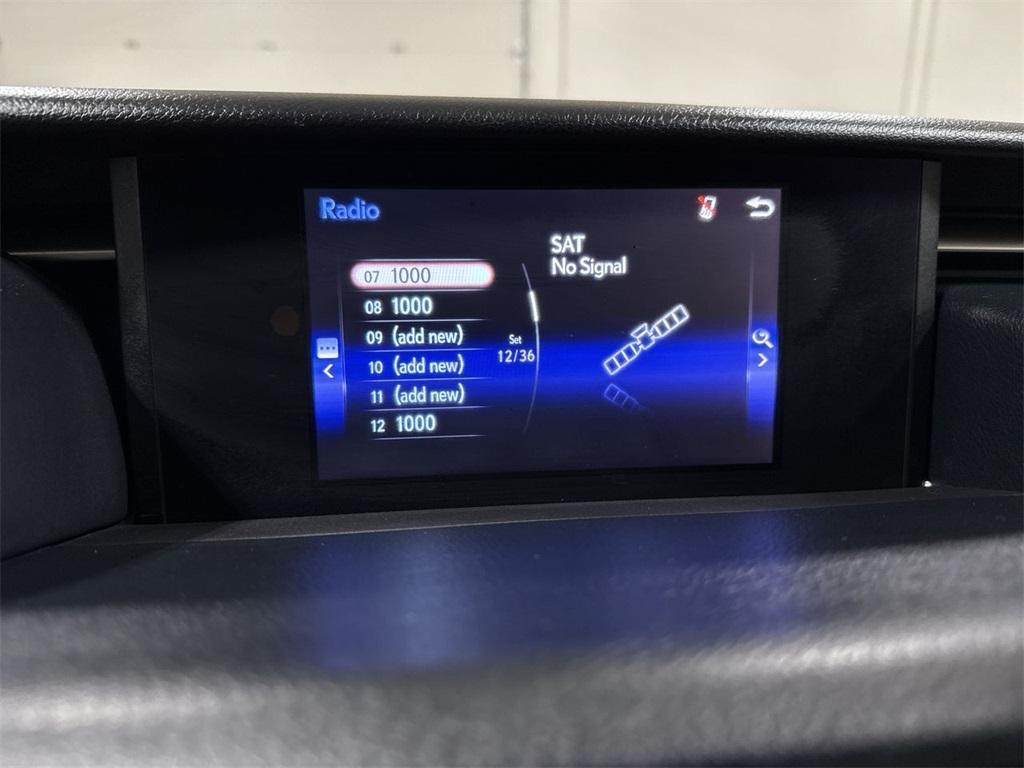 Radio
SAT
No Signal
07 1000
08 1000
09 (add new)
10 (add new)
11 (add new)
12 1000
Set
12/36